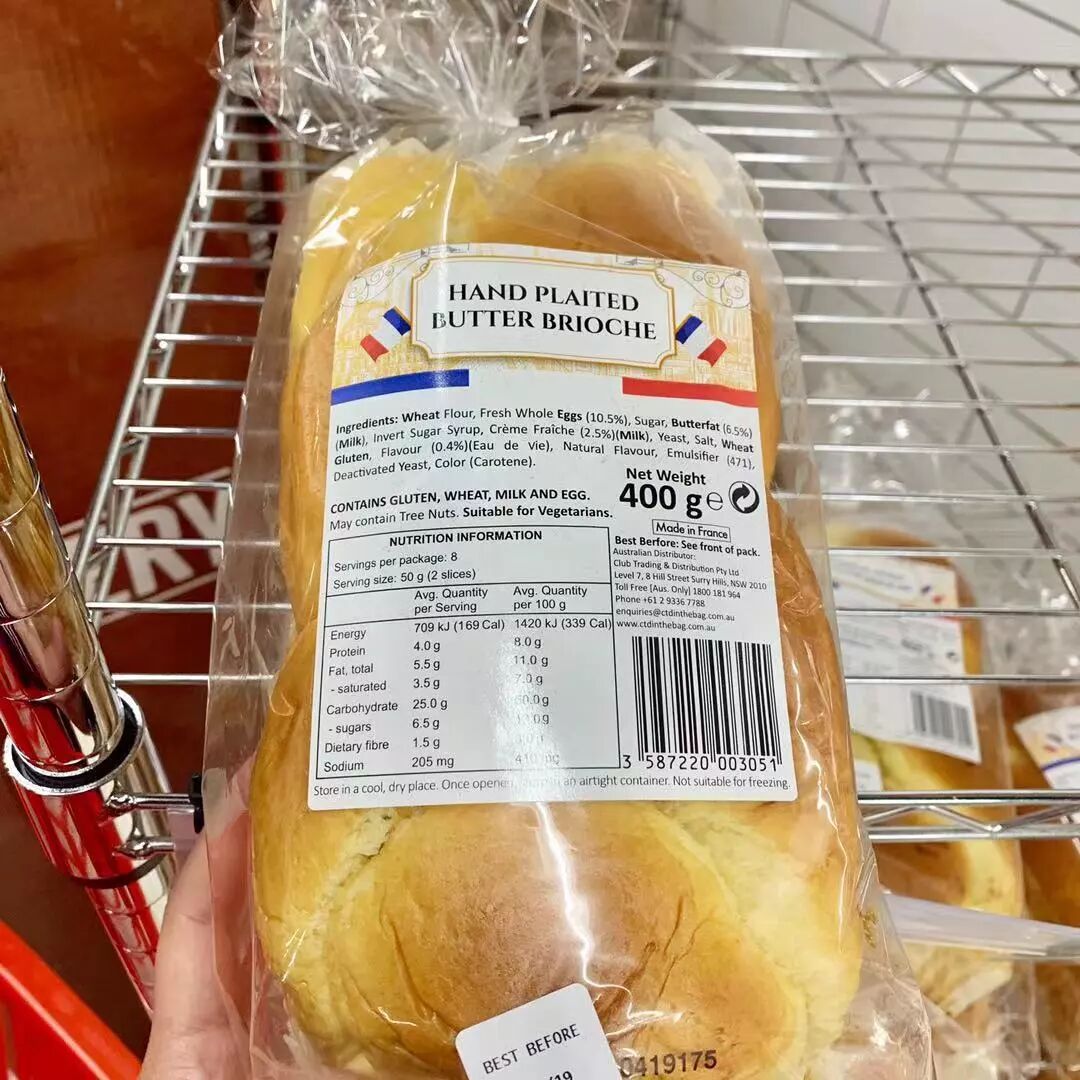 HAND PLAITED
BUTTER BRIOCHE
Ingredients: Wheat Flour, Fresh Whole Eggs (10.5%), Sugar, Butterfat (6.5%)
(Milk), Invert Sugar Syrup, Crème Fraîche (2.5%)(Milk), Yeast, Salt, Wheat
Gluten, Flavour (0.4%)(Eau de Vie), Natural Flavour, Emulsifier (471),
Deactivated Yeast, Color (Carotene).
CONTAINS GLUTEN, WHEAT, MILK AND EGG.
May contain Tree Nuts. Suitable for Vegetarians.
Net Weight
400 g e
Made in France
Best Berfore: See front of pack.
Australian Distributor:
Club Trading & Distribution Pty Ltd
Level 7, 8 Hill Street Surry Hills, NSW 2010
Toll Free [Aus. Only] 1800 181 964
Phone +61 2 9336 7788
enquiries@ctdinthebag.com.au
www.ctdinthebag.com.au
NUTRITION INFORMATION
Servings per package: 8
Serving size: 50 g (2 slices)
Avg. Quantity per Serving Avg. Quantity per 100 g
Energy 709 kJ (169 Cal) 1420 kJ (339 Cal)
Protein 4.0 g 8.0 g
Fat, total 5.5 g 11.0 g
- saturated 3.5 g 7.0 g
Carbohydrate 25.0 g
- sugars 6.5 g
Dietary fibre 1.5 g
Sodium 205 mg
3 587220 003051
Store in a cool, dry place. Once opened an airtight container. Not suitable for freezing.
BEST BEFORE
/19
0419175